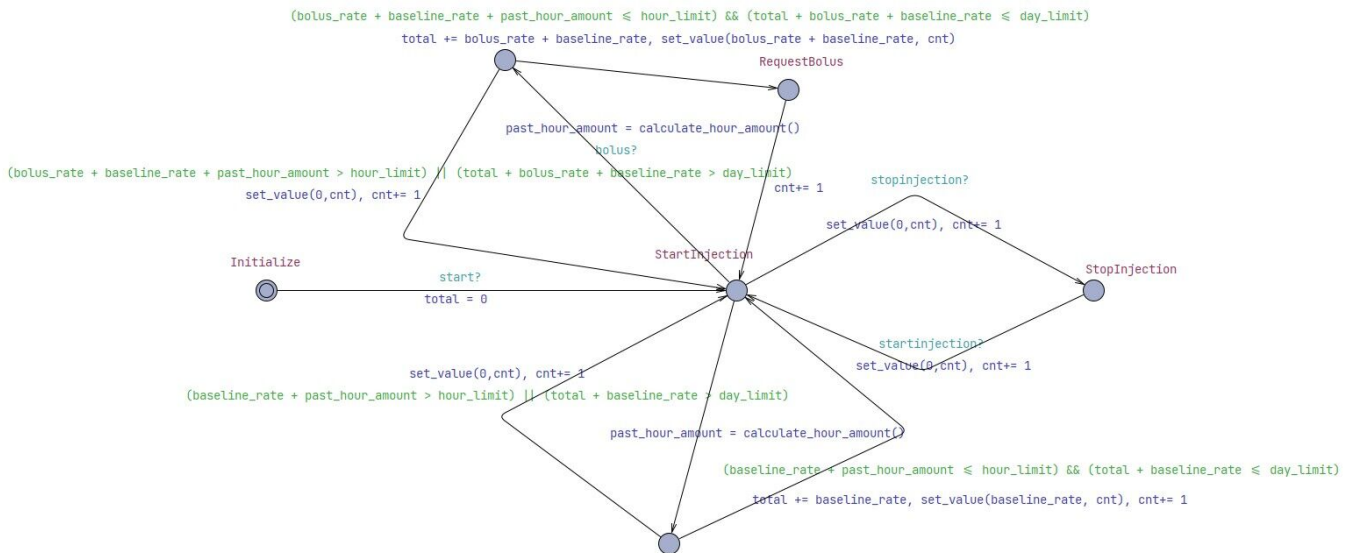 (bolus_rate + baseline_rate + past_hour_amount ≤ hour_limit) && (total + bolus_rate + baseline_rate ≤ day_limit)
total += bolus_rate + baseline_rate, set_value(bolus_rate + baseline_rate, cnt)
RequestBolus
past_hour_amount = calculate_hour_amount()
bolus?
(bolus_rate + baseline_rate + past_hour_amount > hour_limit) || (total + bolus_rate + baseline_rate > day_limit)
set_value(0,cnt), cnt+= 1
cnt+= 1
stopinjection?
set_value(0,cnt), cnt+= 1
StartInjection
Initialize
start?
total = 0
StopInjection
startinjection?
set_value(0,cnt), cnt+= 1
set_value(0,cnt), cnt+= 1
(baseline_rate + past_hour_amount > hour_limit) || (total + baseline_rate > day_limit)
past_hour_amount = calculate_hour_amount()
(baseline_rate + past_hour_amount ≤ hour_limit) && (total + baseline_rate ≤ day_limit)
total += baseline_rate, set_value(baseline_rate, cnt), cnt+= 1